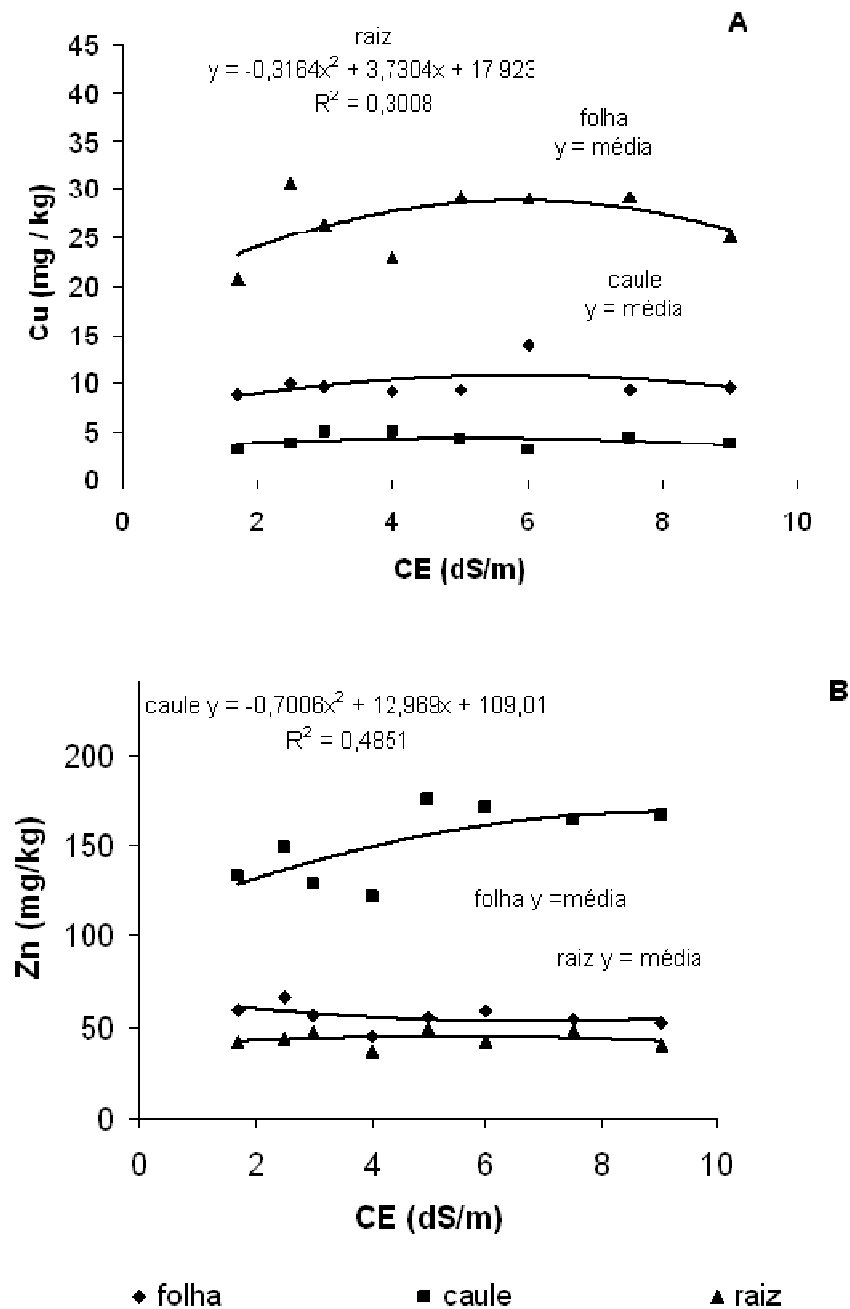 A
raiz
y = -0,3164x² + 3,7304x + 17 923
R² = 0,3008
folha
y = média
caule
y = média
45
40
35
30
25
20
15
10
5
0
Cu (mg / kg)
0 2 4 6 8 10
CE (dS/m)
B
caule y = -0,7006x² + 12,969x + 109,01
R² = 0,4851
folha y =média
raiz y = média
200
150
100
50
0
Zn (mg/kg)
0 2 4 6 8 10
CE (dS/m)
folha caule raiz